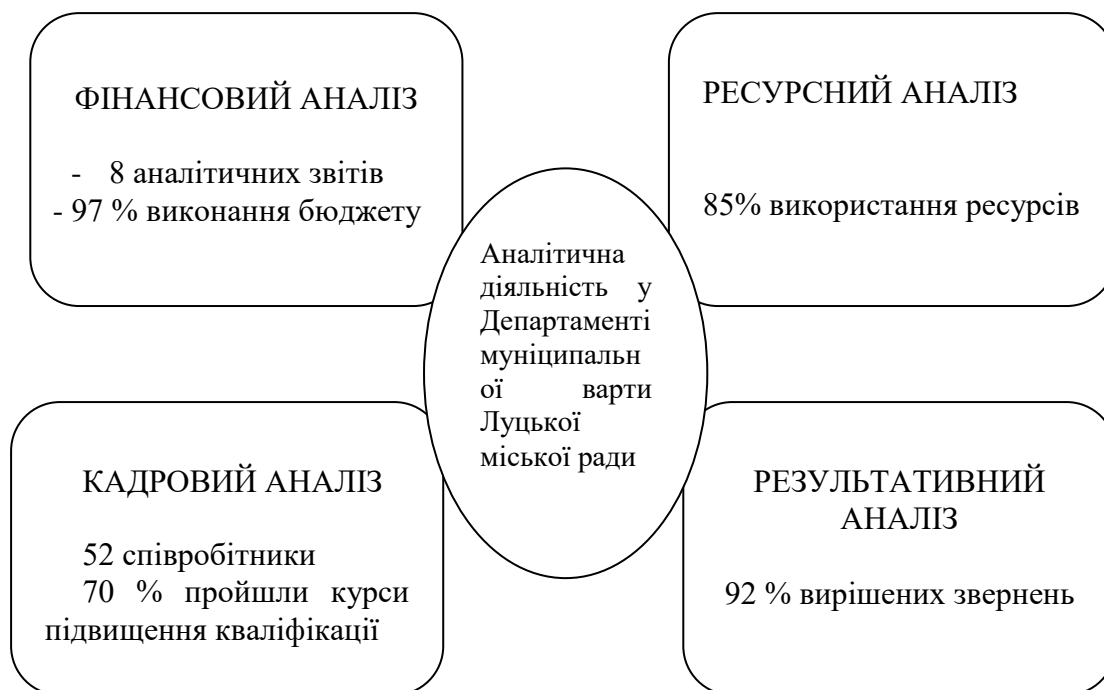 ФІНАНСОВИЙ АНАЛІЗ
- 8 аналітичних звітів
- 97 % виконання бюджету
РЕСУРСНИЙ АНАЛІЗ
85% використання ресурсів
Аналітична
діяльність у
Департаменті
муніципальн
ої варти
Луцької
міської ради
КАДРОВИЙ АНАЛІЗ
52 співробітники
70 % пройшли курси
підвищення кваліфікації
РЕЗУЛЬТАТИВНИЙ
АНАЛІЗ
92 % вирішених звернень